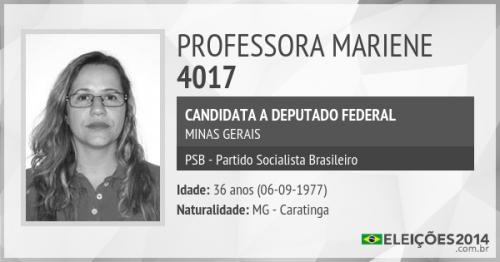 PROFESSORA MARIENE
4017
CANDIDATA A DEPUTADO FEDERAL
MINAS GERAIS
PSB - Partido Socialista Brasileiro
Idade: 36 anos (06-09-1977)
Naturalidade: MG - Caratinga
ELEIÇÕES2014
.com.br